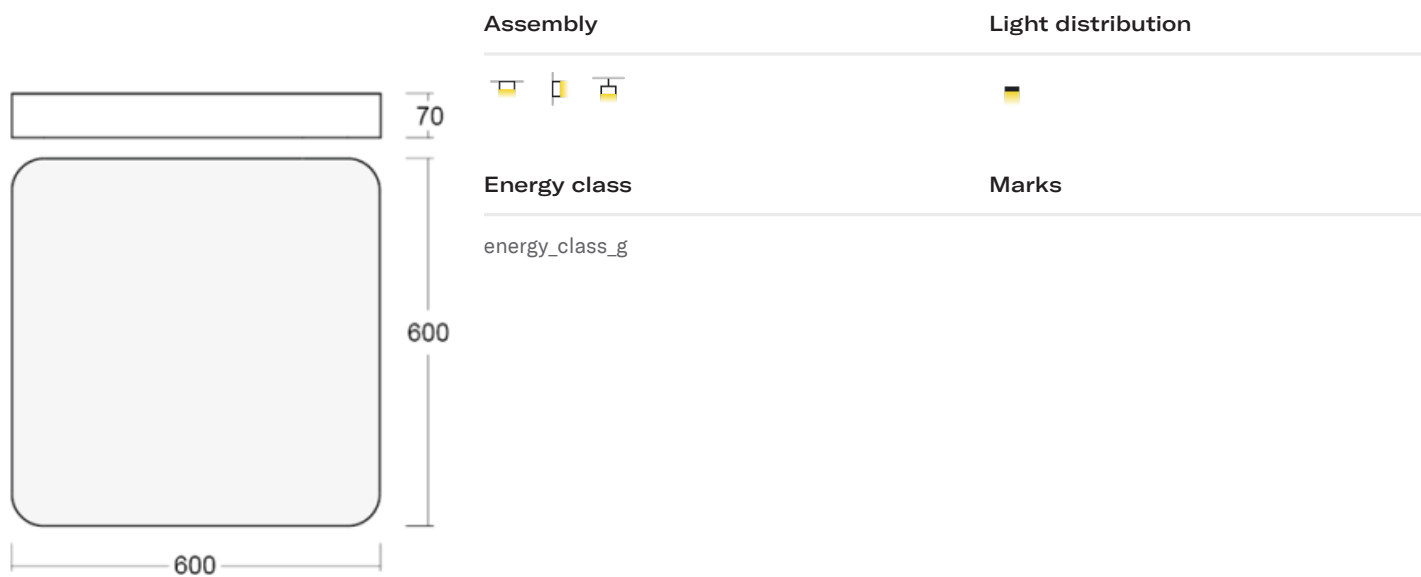 Assembly
Light distribution
70
Energy class
Marks
energy_class_g
600
600